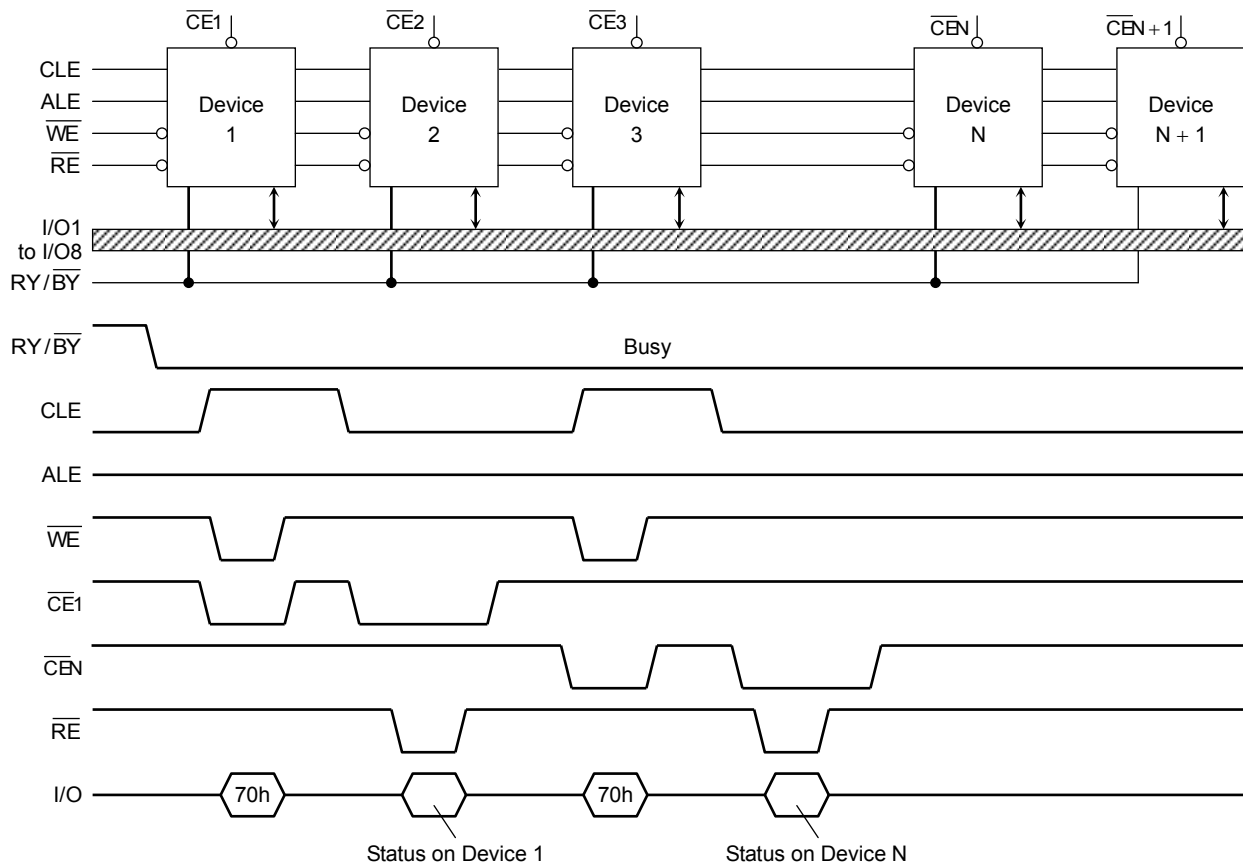 CE1 CE2 CE3 CEN CEN + 1
CLE
ALE
WE
RE
Device 1
Device 2
Device 3
Device N
Device N + 1
I/O1
to I/O8
RY/BY
RY/BY
Busy
CLE
ALE
WE
CE1
CEN
RE
I/O
70h
70h
Status on Device 1
Status on Device N